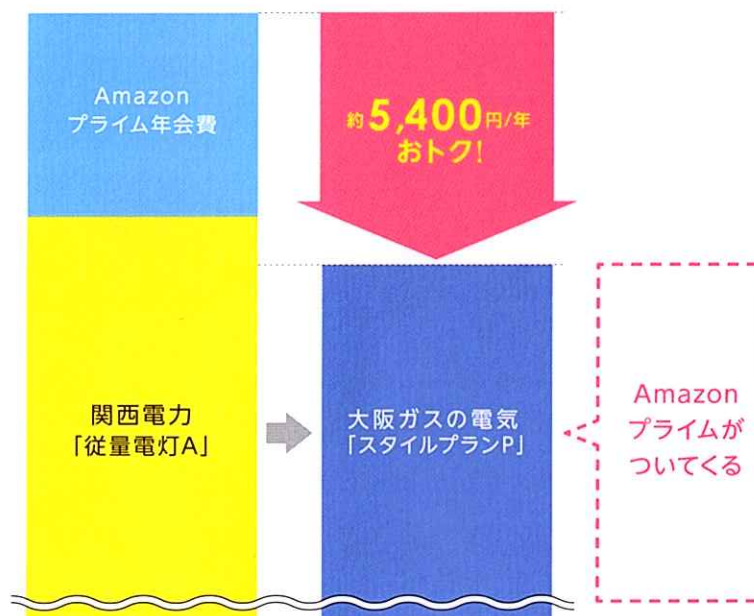 Amazon
プライム年会費
約5,400円/年
おトク!
関西電力
「従量電灯A」
大阪ガスの電気
「スタイルプランP」
Amazon
プライムが
ついてくる